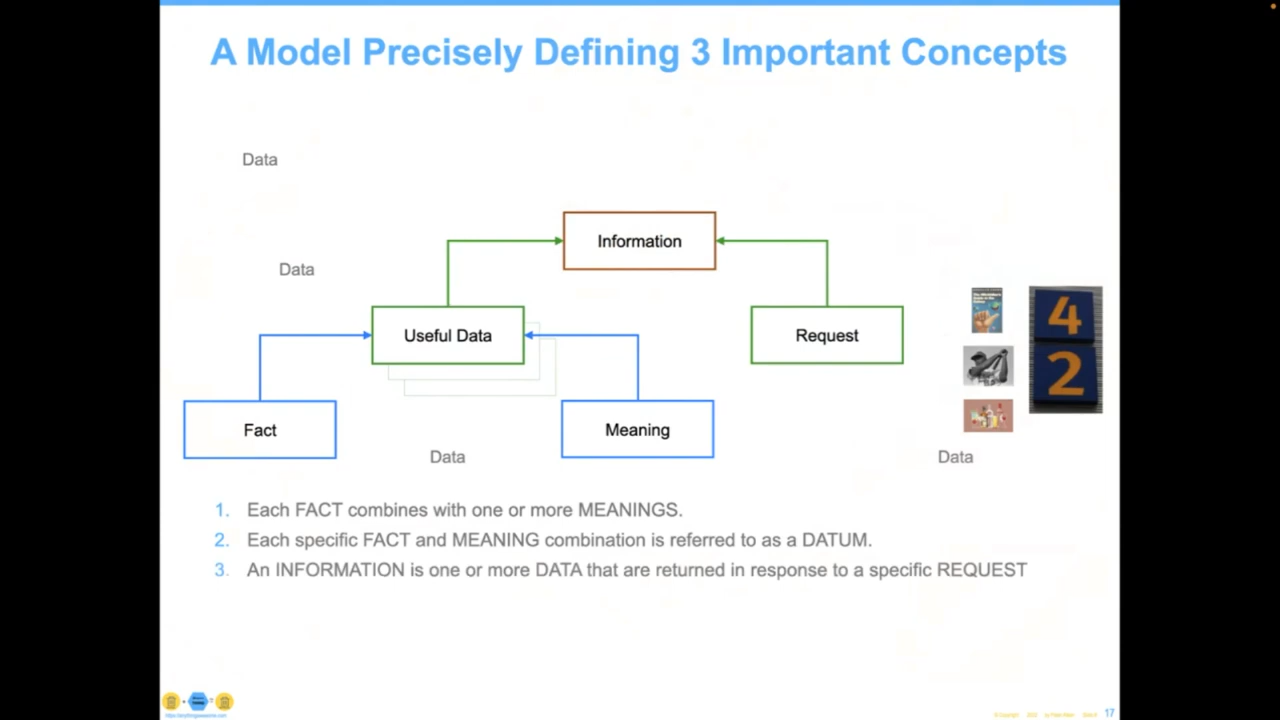 A Model Precisely Defining 3 Important Concepts
Data
Information
Data
Useful Data
Request
4
2
Fact
Meaning
Data
Data
1. Each FACT combines with one or more MEANINGS.
2. Each specific FACT and MEANING combination is referred to as a DATUM.
3. An INFORMATION is one or more DATA that are returned in response to a specific REQUEST
17